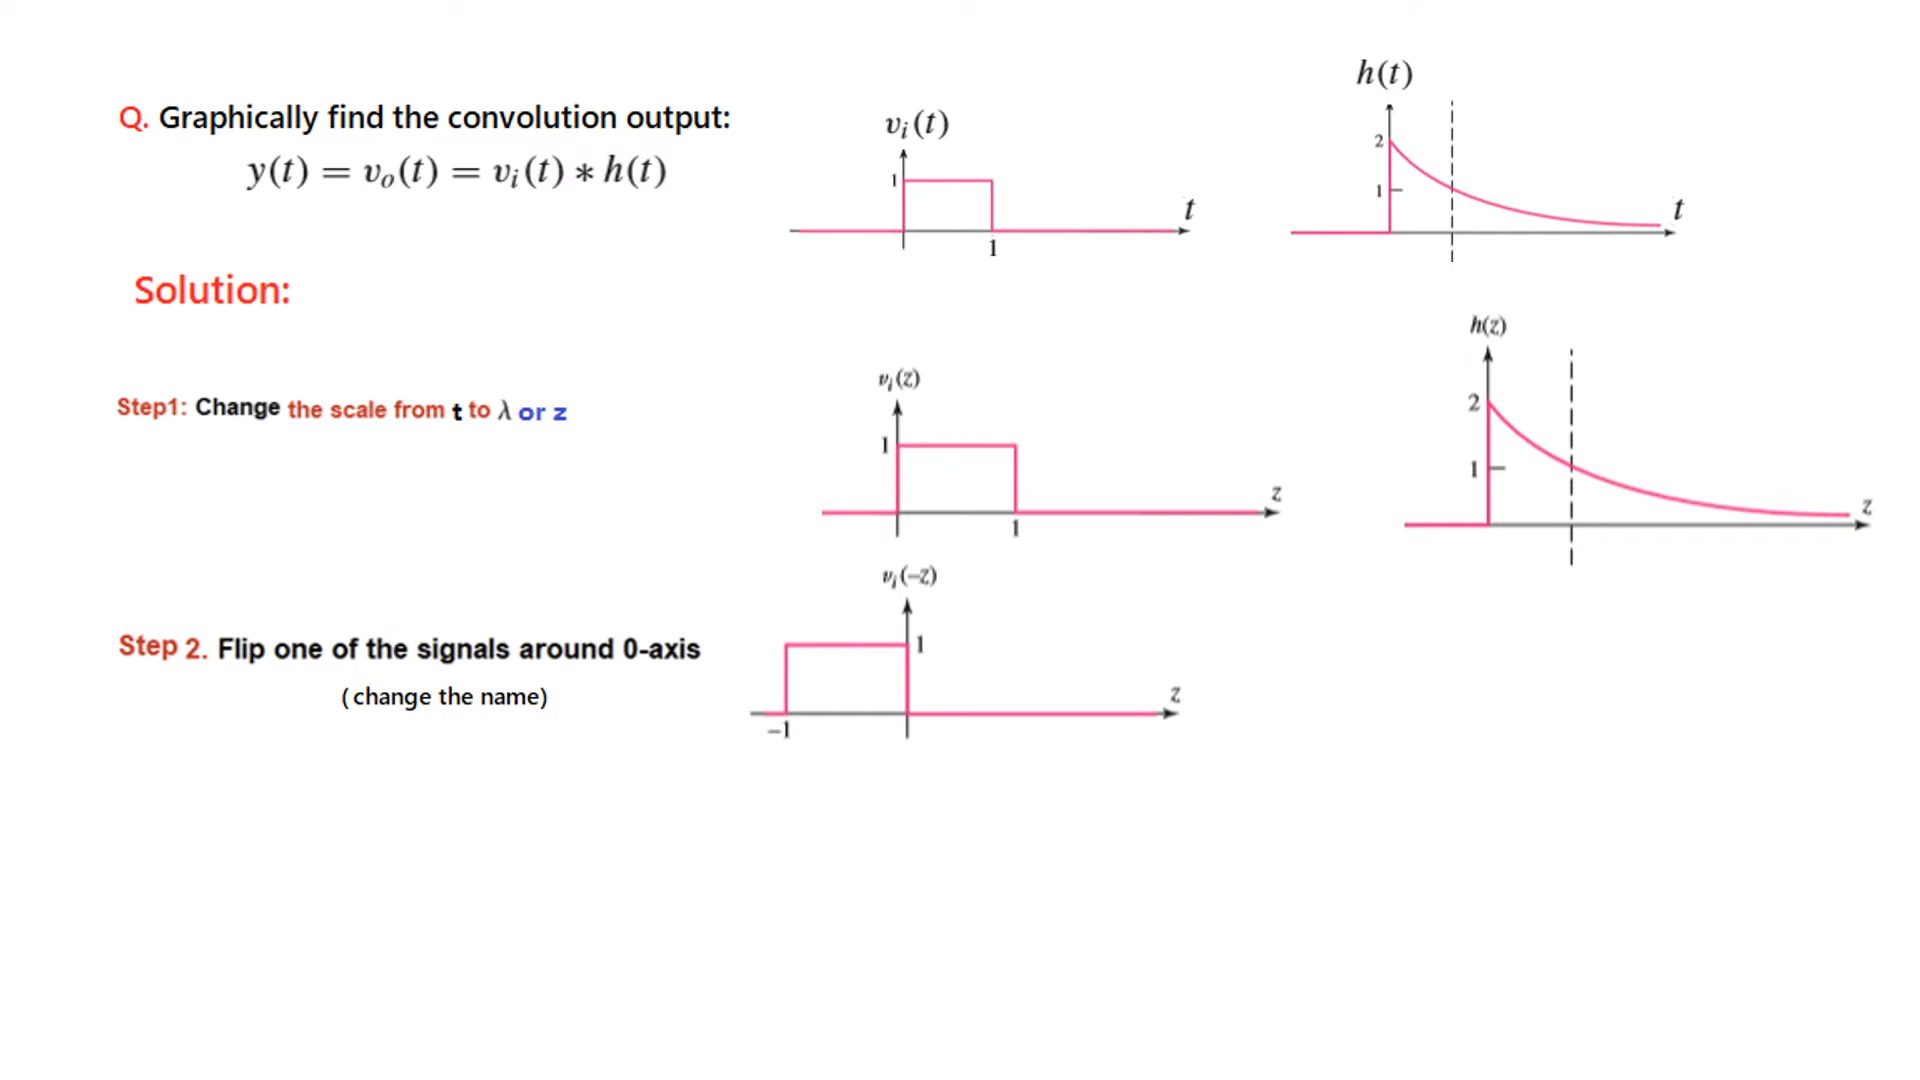 Q. Graphically find the convolution output:
y(t) = v_o(t) = v_i(t) * h(t)
v_i(t)
1
t
1
h(t)
2
1
t
Solution:
Step1: Change the scale from t to λ or z
v_i(z)
1
z
1
h(z)
2
1
z
Step 2. Flip one of the signals around 0-axis
(change the name)
v_i(–z)
1
z
–1